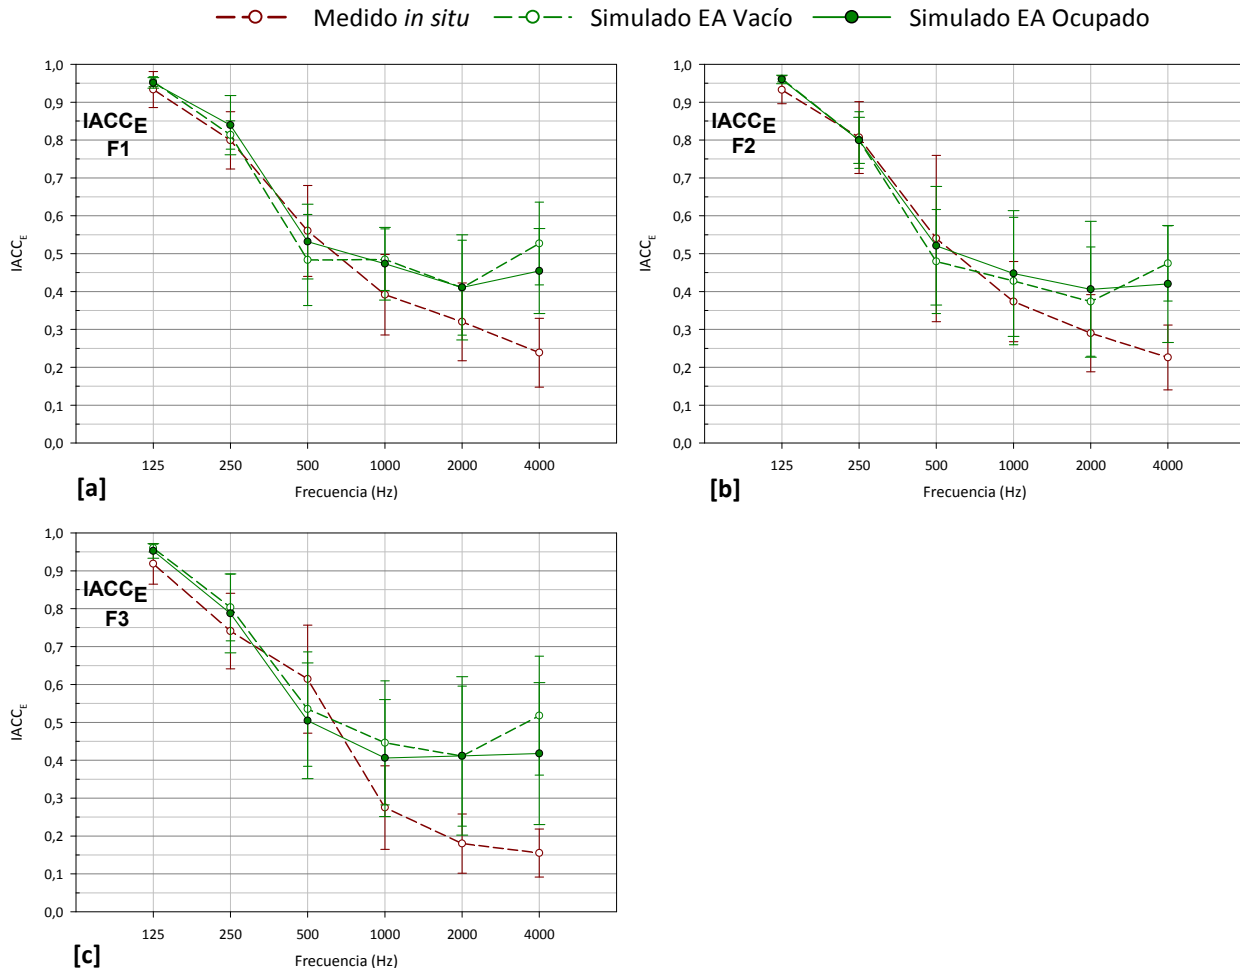 Medido in situ
Simulado EA Vacío
Simulado EA Ocupado
1,0
0,9
0,8
0,7
0,6
0,5
0,4
0,3
0,2
0,1
0,0
IACCE
IACCE
F1
125 250 500 1000 2000 4000
Frecuencia (Hz)
[a]
1,0
0,9
0,8
0,7
0,6
0,5
0,4
0,3
0,2
0,1
0,0
IACCE
IACCE
F2
125 250 500 1000 2000 4000
Frecuencia (Hz)
[b]
1,0
0,9
0,8
0,7
0,6
0,5
0,4
0,3
0,2
0,1
0,0
IACCE
IACCE
F3
125 250 500 1000 2000 4000
Frecuencia (Hz)
[c]